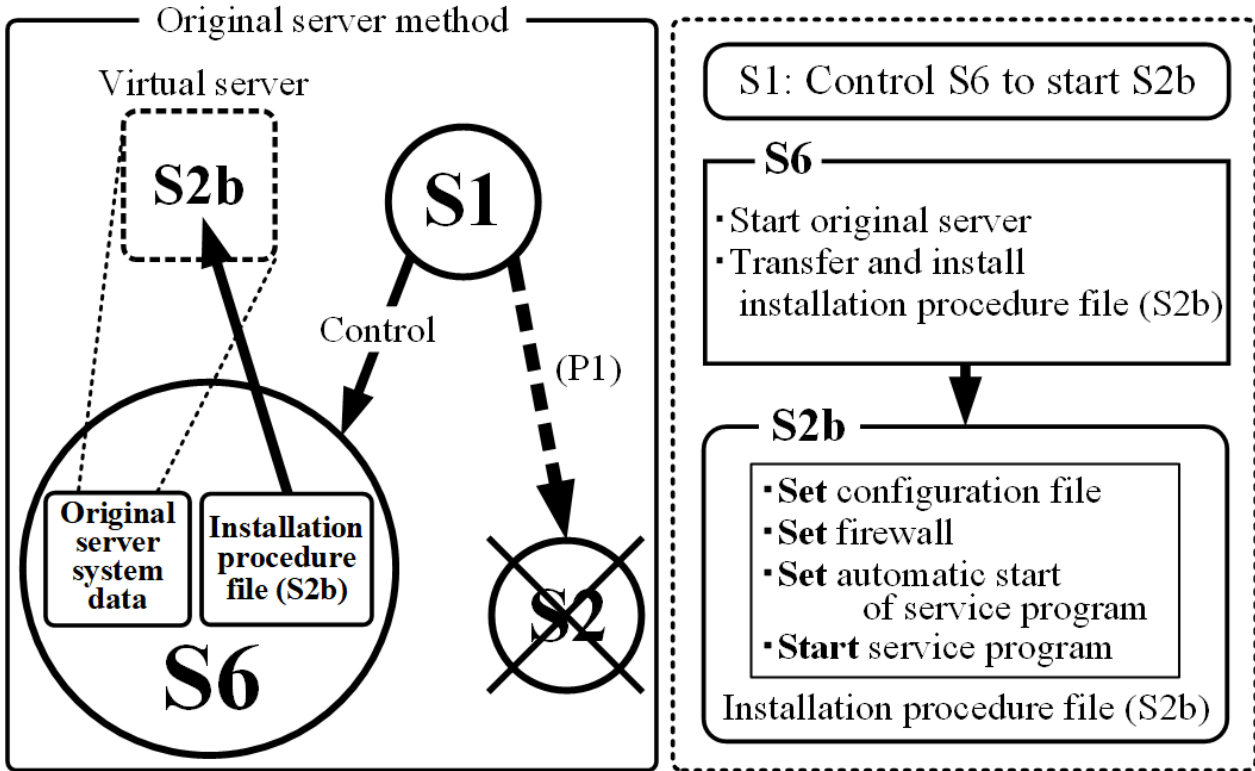 Original server method
Virtual server
S2b
S1
Control
(P1)
Original
server
system
data
Installation
procedure
file (S2b)
S2
S6
S1: Control S6 to start S2b
S6
･Start original server
･Transfer and install
installation procedure file (S2b)
S2b
･Set configuration file
･Set firewall
･Set automatic start
of service program
･Start service program
Installation procedure file (S2b)